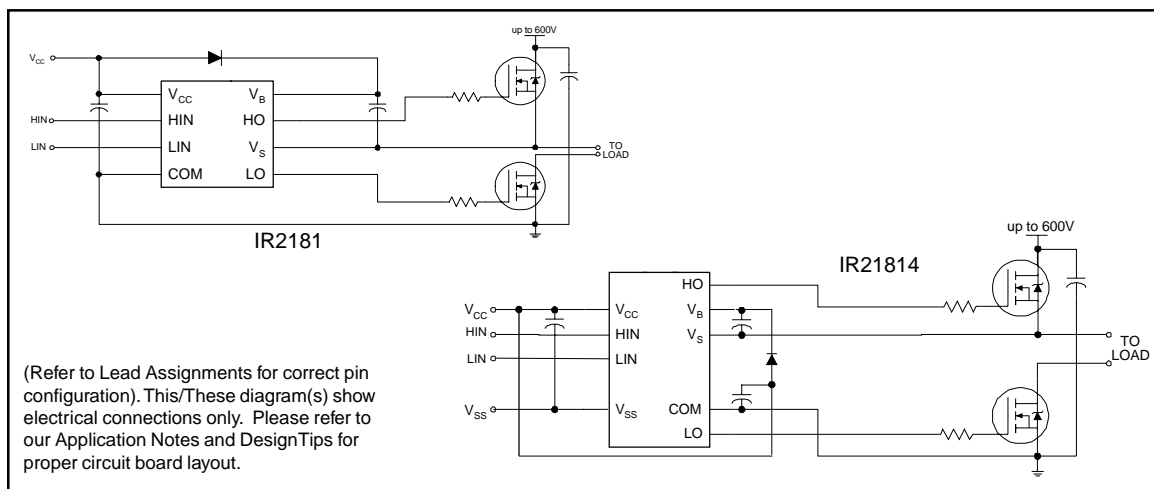 up to 600V
VCC
VCC VB
HIN HIN HO
LIN LIN VS TO
LOAD
COM LO
IR2181
up to 600V
IR21814
HO
VCC VCC VB
HIN HIN VS
LIN LIN TO
LOAD
VSS VSS COM
LO
(Refer to Lead Assignments for correct pin
configuration). This/These diagram(s) show
electrical connections only. Please refer to
our Application Notes and DesignTips for
proper circuit board layout.